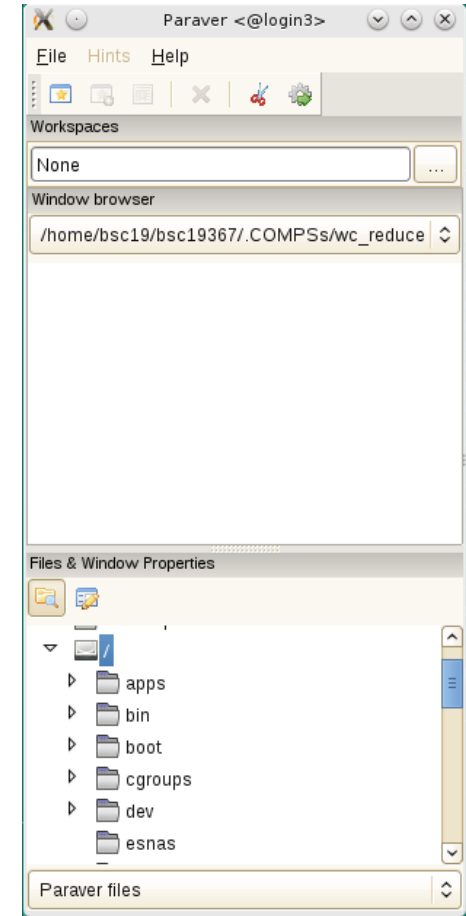 Paraver <@login3>
File Hints Help
Workspaces
None
...
Window browser
/home/bsc19/bsc19367/.COMPSs/wc_reduce
Files & Window Properties
/
apps
bin
boot
cgroups
dev
esnas
Paraver files